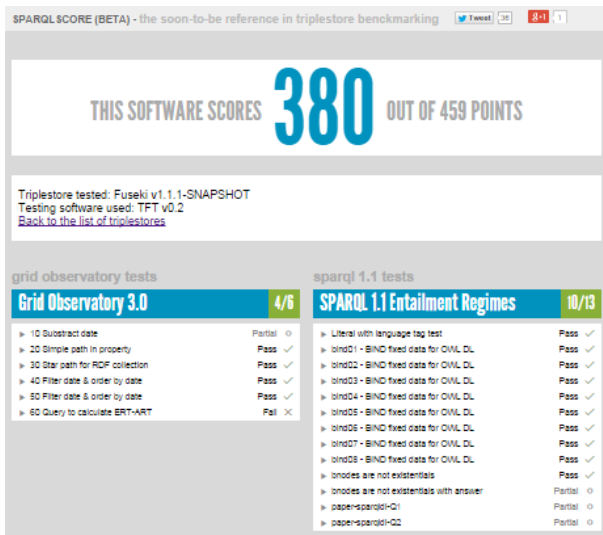 SPARQLSCORE (BETA) - the soon-to-be reference in triplestore benckmarking Tweet 36 g+1 1
THIS SOFTWARE SCORES 380 OUT OF 459 POINTS
Triplestore tested: Fuseki v1.1.1-SNAPSHOT
Testing software used: TFT v0.2
Back to the list of triplestores
grid observatory tests
Grid Observatory 3.0 4/6
10 Substract date Partial
20 Simple path in property Pass
30 Star path for RDF collection Pass
40 Filter date & order by date Pass
50 Filter date & order by date Pass
60 Query to calculate ERT-ART Fail
sparql 1.1 tests
SPARQL 1.1 Entailment Regimes 10/13
Literal with language tag test Pass
bind01 - BIND fixed data for OWL DL Pass
bind02 - BIND fixed data for OWL DL Pass
bind03 - BIND fixed data for OWL DL Pass
bind04 - BIND fixed data for OWL DL Pass
bind05 - BIND fixed data for OWL DL Pass
bind06 - BIND fixed data for OWL DL Pass
bind07 - BIND fixed data for OWL DL Pass
bind08 - BIND fixed data for OWL DL Pass
bnodes are not existentials Pass
bnodes are not existentials with answer Partial
paper-sparqldl-Q1 Partial
paper-sparqldl-Q2 Partial